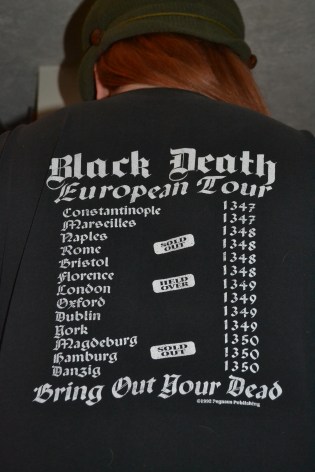 Black Death
European Tour
Constantinople 1347
Marseilles 1347
Naples 1348
Rome SOLD OUT 1348
Bristol 1348
Florence 1348
London HELD OVER 1349
Oxford 1349
Dublin 1349
York 1349
Magdeburg 1350
Hamburg SOLD OUT 1350
Danzig 1350
Bring Out Your Dead
Pegasus Publishing